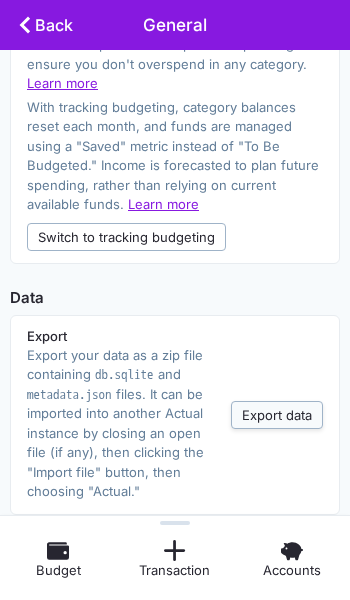 Back
General
ensure you don't overspend in any category.
Learn more
With tracking budgeting, category balances
reset each month, and funds are managed
using a "Saved" metric instead of "To Be
Budgeted." Income is forecasted to plan future
spending, rather than relying on current
available funds. Learn more
Switch to tracking budgeting
Data
Export
Export your data as a zip file
containing db.sqlite and
metadata.json files. It can be
imported into another Actual
instance by closing an open
file (if any), then clicking the
"Import file" button, then
choosing "Actual."
Export data
Budget
Transaction
Accounts